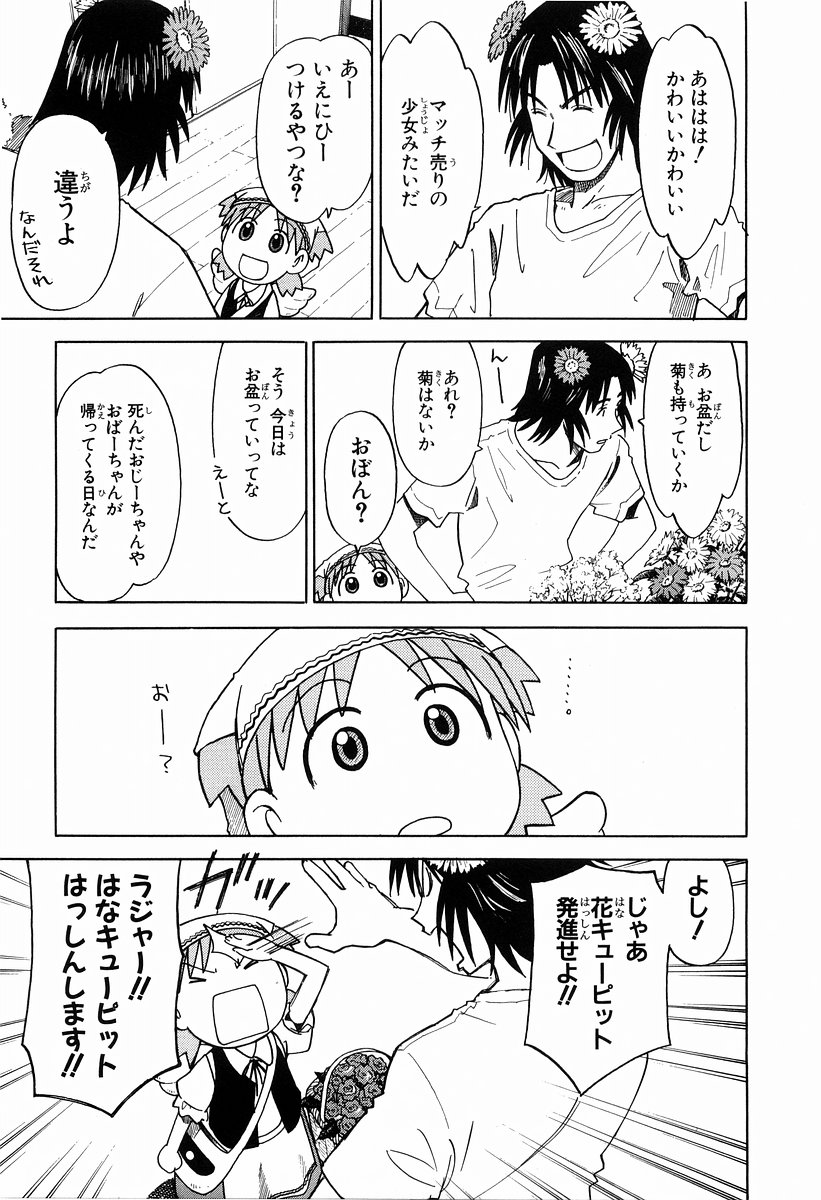 あははは！
かわいいかわいい
マッチ売りの
少女みたいだ
あー
いえにひー
つけるやつな？
違うよ
なんだそれ
あ お盆だし
菊も持っていくか
んー
あれ？
菊はないか
おぼん？
そう 今日は
お盆っていってな
えーと
死んだおじーちゃんや
おばーちゃんが
帰ってくる日なんだ
……。
おーー？
よし！
じゃあ
花キューピット
発進せよ!!
ラジャー!!
はなキューピット
はっしんします!!